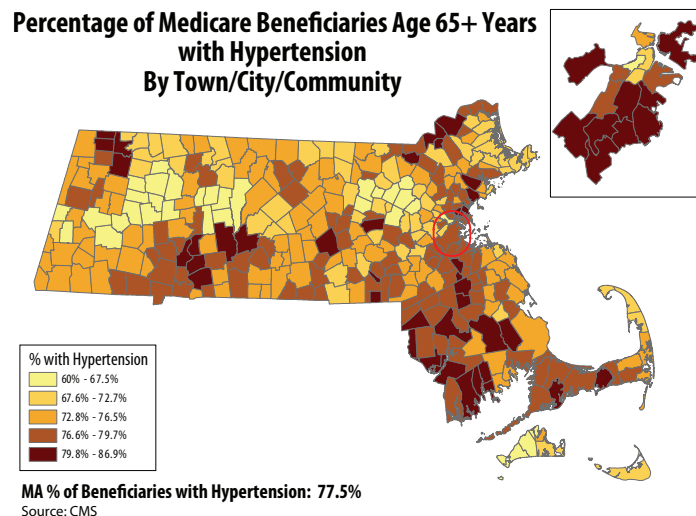 Percentage of Medicare Beneficiaries Age 65+ Years
with Hypertension
By Town/City/Community
% with Hypertension
60% - 67.5%
67.6% - 72.7%
72.8% - 76.5%
76.6% - 79.7%
79.8% - 86.9%
MA % of Beneficiaries with Hypertension: 77.5%
Source: CMS